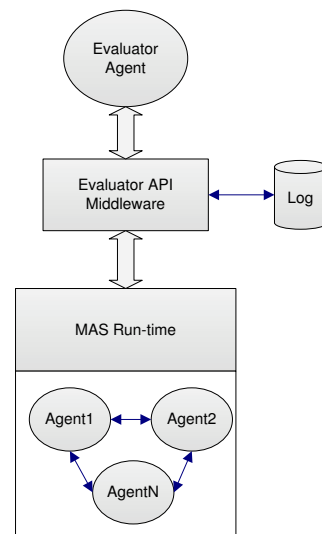 Evaluator
Agent
Evaluator API
Middleware
Log
MAS Run-time
Agent1
Agent2
AgentN